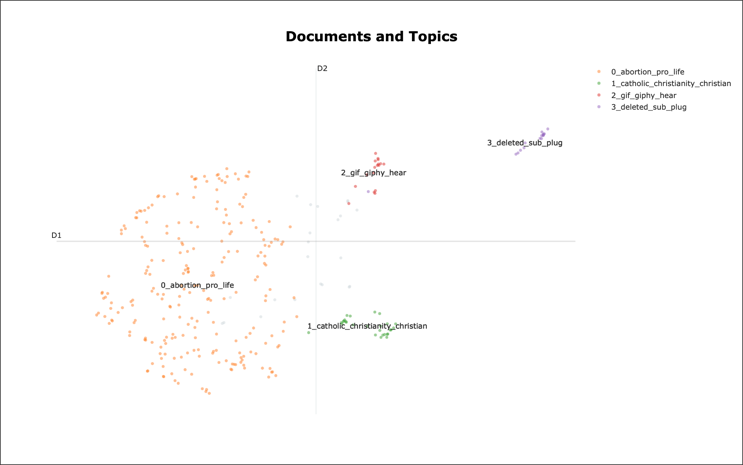 Documents and Topics
D2
0_abortion_pro_life
1_catholic_christianity_christian
2_gif_giphy_hear
3_deleted_sub_plug
3_deleted_sub_plug
2_gif_giphy_hear
D1
0_abortion_pro_life
1_catholic_christianity_christian